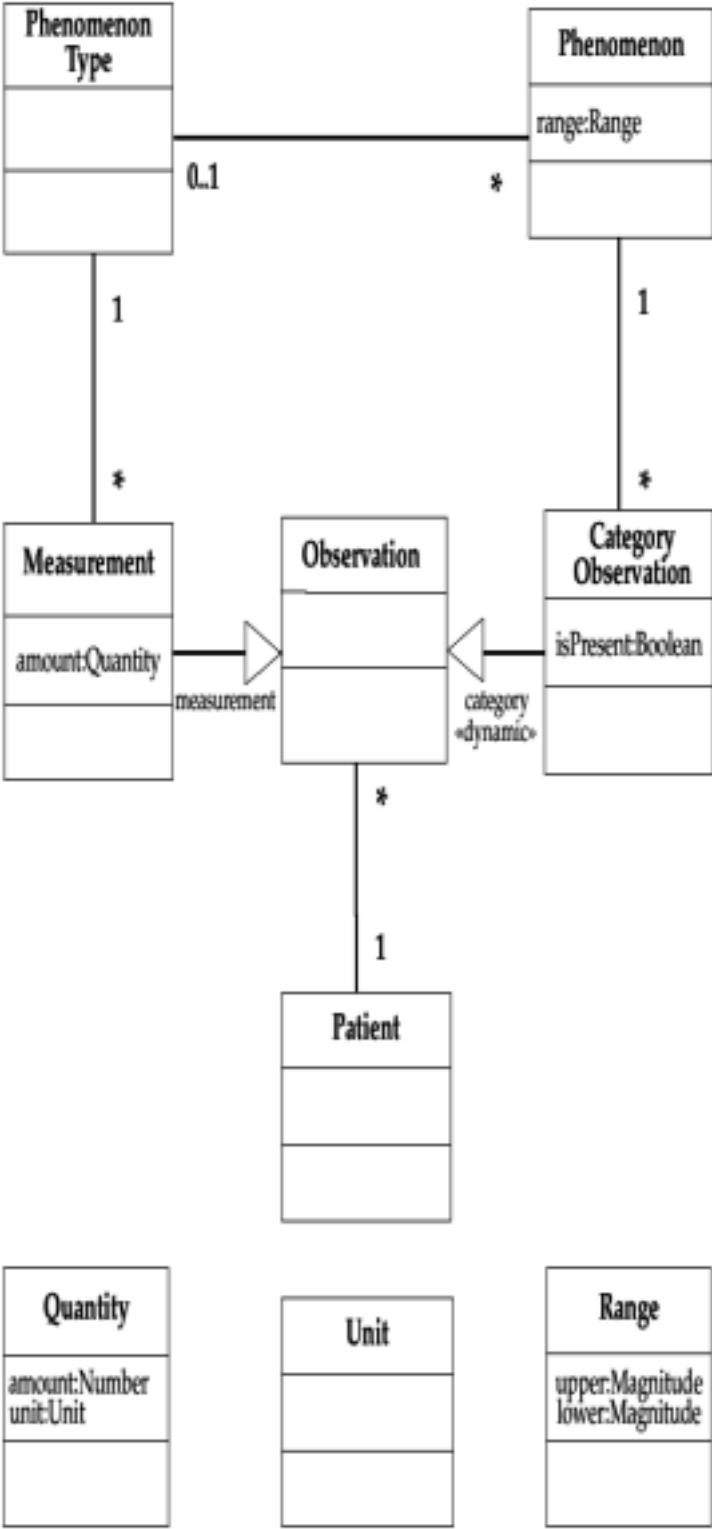 Phenomenon
Type
Phenomenon
range:Range
0..1
*
1
1
*
*
Measurement
amount:Quantity
Observation
Category
Observation
isPresent:Boolean
measurement
category
«dynamic»
*
1
Patient
Quantity
amount:Number
unit:Unit
Unit
Range
upper:Magnitude
lower:Magnitude